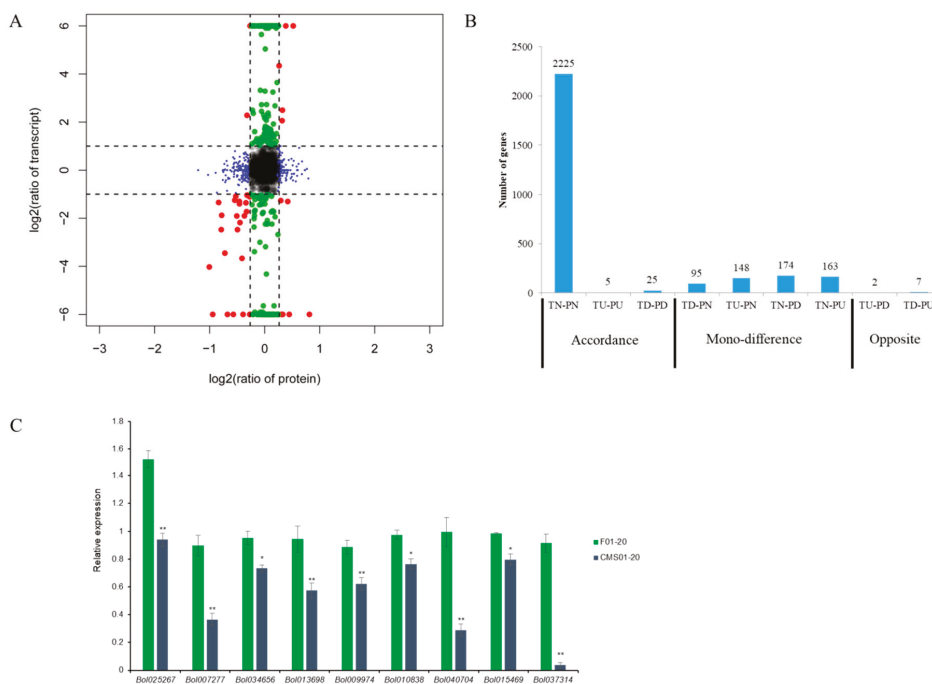 A
6
4
2
0
−2
−4
−6
log2(ratio of transcript)
−3 −2 −1 0 1 2 3
log2(ratio of protein)
B
2500
2000
1500
1000
500
0
Number of genes
2225 5 25 95 148 174 163 2 7
TN-PN TU-PU TD-PD TD-PN TU-PN TN-PD TN-PU TU-PD TD-PU
Accordance Mono-difference Opposite
C
1.8
1.6
1.4
1.2
1
0.8
0.6
0.4
0.2
0
Relative expression
** ** * ** ** * ** * **
F01-20
CMS01-20
Bol025267 Bol007277 Bol034656 Bol013698 Bol009974 Bol010838 Bol040704 Bol015469 Bol037314